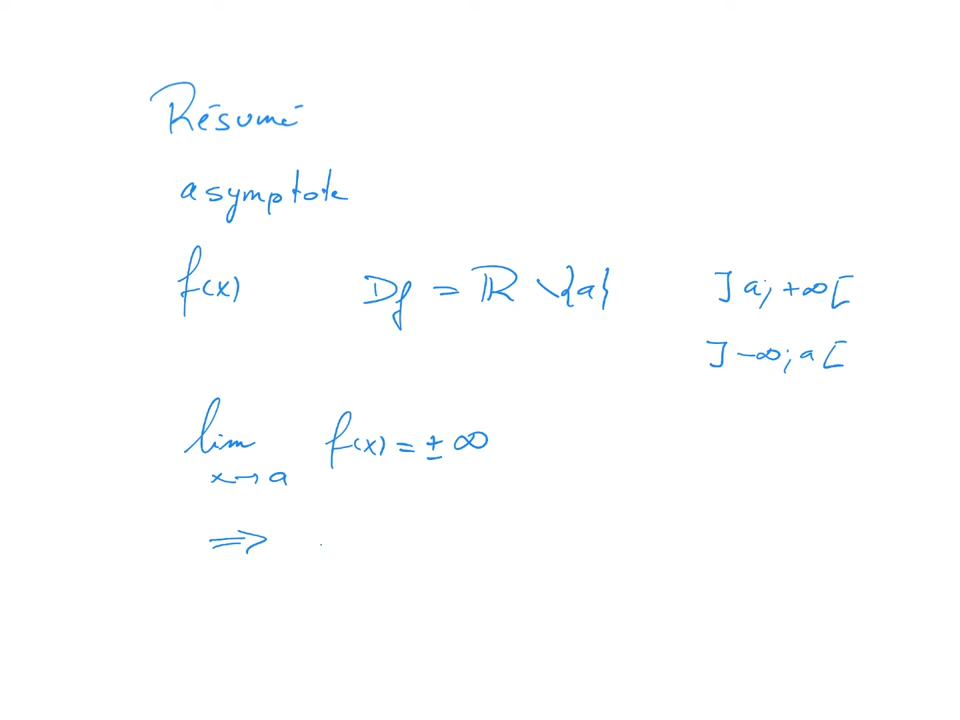 Résumé
asymptote
f(x) Df = ℝ \{a} ]a; +∞[
]-∞; a[
lim f(x) = ± ∞
x→a
⇒